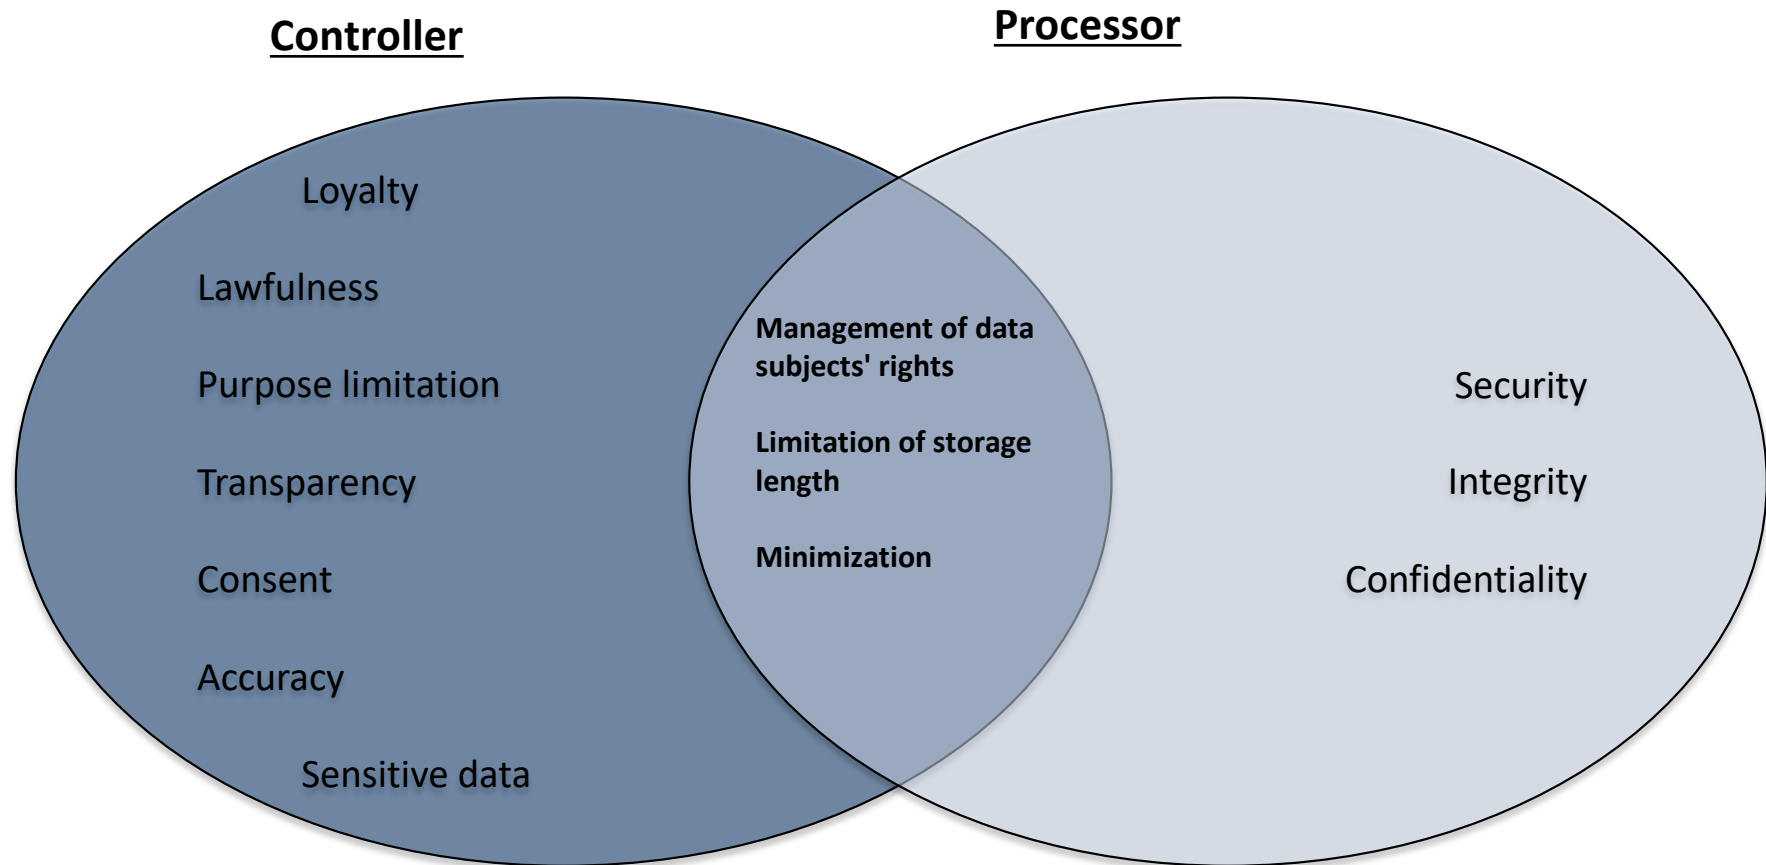 Controller
Processor
Loyalty
Lawfulness
Purpose limitation
Transparency
Consent
Accuracy
Sensitive data
Management of data
subjects' rights
Limitation of storage
length
Minimization
Security
Integrity
Confidentiality